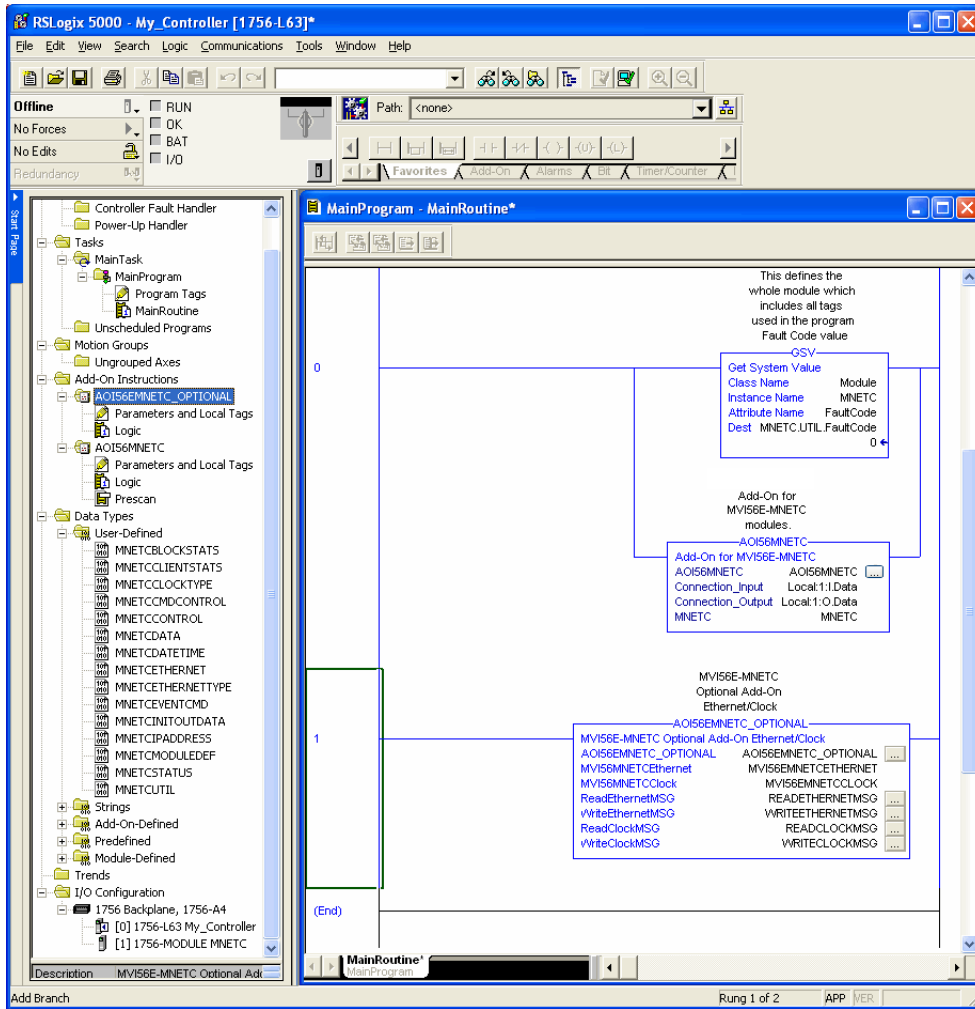 RSLogix 5000 - My_Controller [1756-L63]*
File Edit View Search Logic Communications Tools Window Help
Offline
RUN
No Forces
OK
No Edits
BAT
Redundancy
I/O
Path: <none>
Favorites Add-On Alarms Bit Timer/Counter
Start Page
Controller Fault Handler
Power-Up Handler
Tasks
MainTask
MainProgram
Program Tags
MainRoutine
Unscheduled Programs
Motion Groups
Ungrouped Axes
Add-On Instructions
AOI56EMNETC_OPTIONAL
Parameters and Local Tags
Logic
AOI56MNETC
Parameters and Local Tags
Logic
Prescan
Data Types
User-Defined
MNETCBLOCKSTATS
MNETCCLIENTSTATS
MNETCCLOCKTYPE
MNETCCMDCONTROL
MNETCCONTROL
MNETCDATA
MNETCDATETIME
MNETCETHERNET
MNETCETHERNETTYPE
MNETCEVENTCMD
MNETCINITOUTDATA
MNETCIPADDRESS
MNETCMODULEDEF
MNETCSTATUS
MNETCUTIL
Strings
Add-On-Defined
Predefined
Module-Defined
Trends
I/O Configuration
1756 Backplane, 1756-A4
[0] 1756-L63 My_Controller
[1] 1756-MODULE MNETC
Description MVI56E-MNETC Optional Add
MainProgram - MainRoutine*
This defines the
whole module which
includes all tags
used in the program
Fault Code value
0
GSV
Get System Value
Class Name Module
Instance Name MNETC
Attribute Name FaultCode
Dest MNETC.UTIL.FaultCode
0
Add-On for
MVI56E-MNETC
modules.
AOI56MNETC
Add-On for MVI56E-MNETC
AOI56MNETC AOI56MNETC ...
Connection_Input Local:1:I.Data
Connection_Output Local:1:O.Data
MNETC MNETC
MVI56E-MNETC
Optional Add-On
Ethernet/Clock
1
AOI56EMNETC_OPTIONAL
MVI56E-MNETC Optional Add-On Ethernet/Clock
AOI56EMNETC_OPTIONAL AOI56EMNETC_OPTIONAL ...
MVI56MNETCEthernet MVI56EMNETCETHERNET
MVI56MNETCClock MVI56EMNETCCLOCK
ReadEthernetMSG READETHERNETMSG ...
WriteEthernetMSG WRITEETHERNETMSG ...
ReadClockMSG READCLOCKMSG ...
WriteClockMSG WRITECLOCKMSG ...
(End)
MainRoutine*
MainProgram
Add Branch
Rung 1 of 2 APP VER